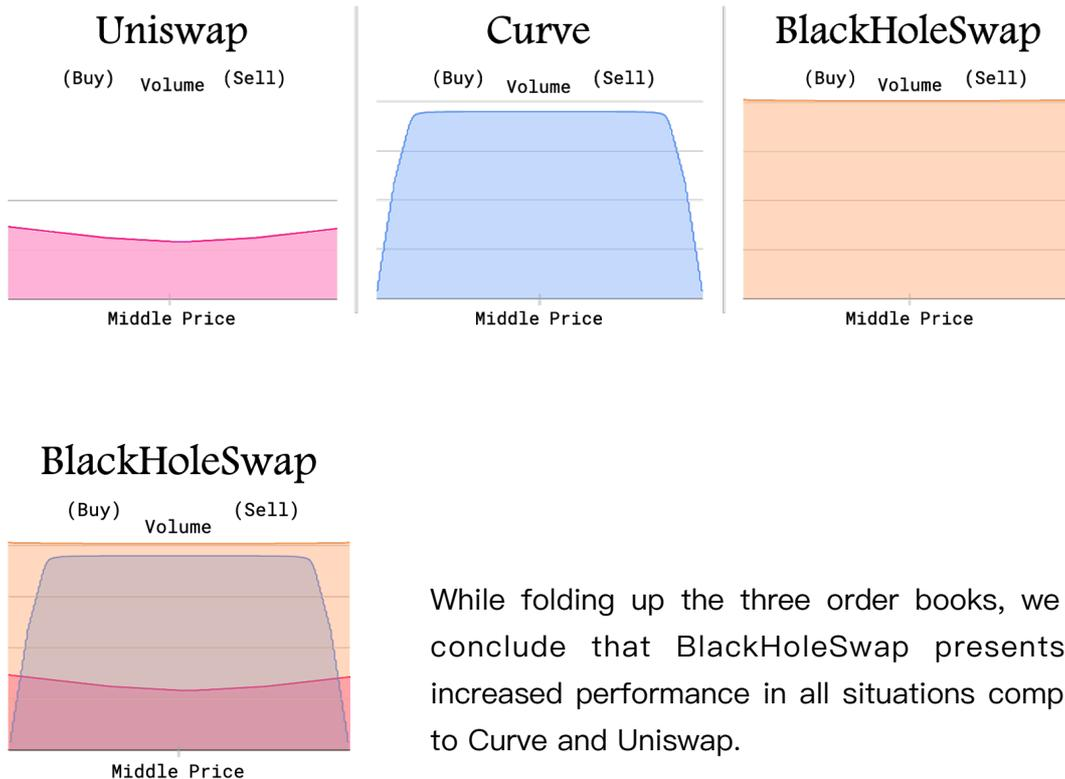 Uniswap
(Buy) Volume (Sell)
Middle Price
Curve
(Buy) Volume (Sell)
Middle Price
BlackHoleSwap
(Buy) Volume (Sell)
Middle Price
BlackHoleSwap
(Buy) Volume (Sell)
Middle Price
While folding up the three order books, we
conclude that BlackHoleSwap presents
increased performance in all situations comp
to Curve and Uniswap.